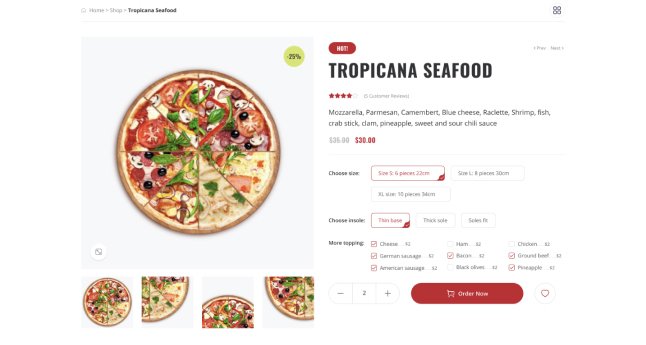 Home > Shop > Tropicana Seafood
-25%
HOT!
< Prev Next >
TROPICANA SEAFOOD
(5 Customer Reviews)
Mozzarella, Parmesan, Camembert, Blue cheese, Raclette, Shrimp, fish,
crab stick, clam, pineapple, sweet and sour chili sauce
$30.00
Choose size: Size S: 6 pieces 22cm Size L: 8 pieces 30cm
XL size: 10 pieces 34cm
Choose insole: Thin base Thick sole Soles fit
More topping: Cheese Ham $2 Chicken $2
German sausage $2 Bacon $2 Ground beef $2
American sausage $2 Black olives $2 Pineapple $2
2
Order Now